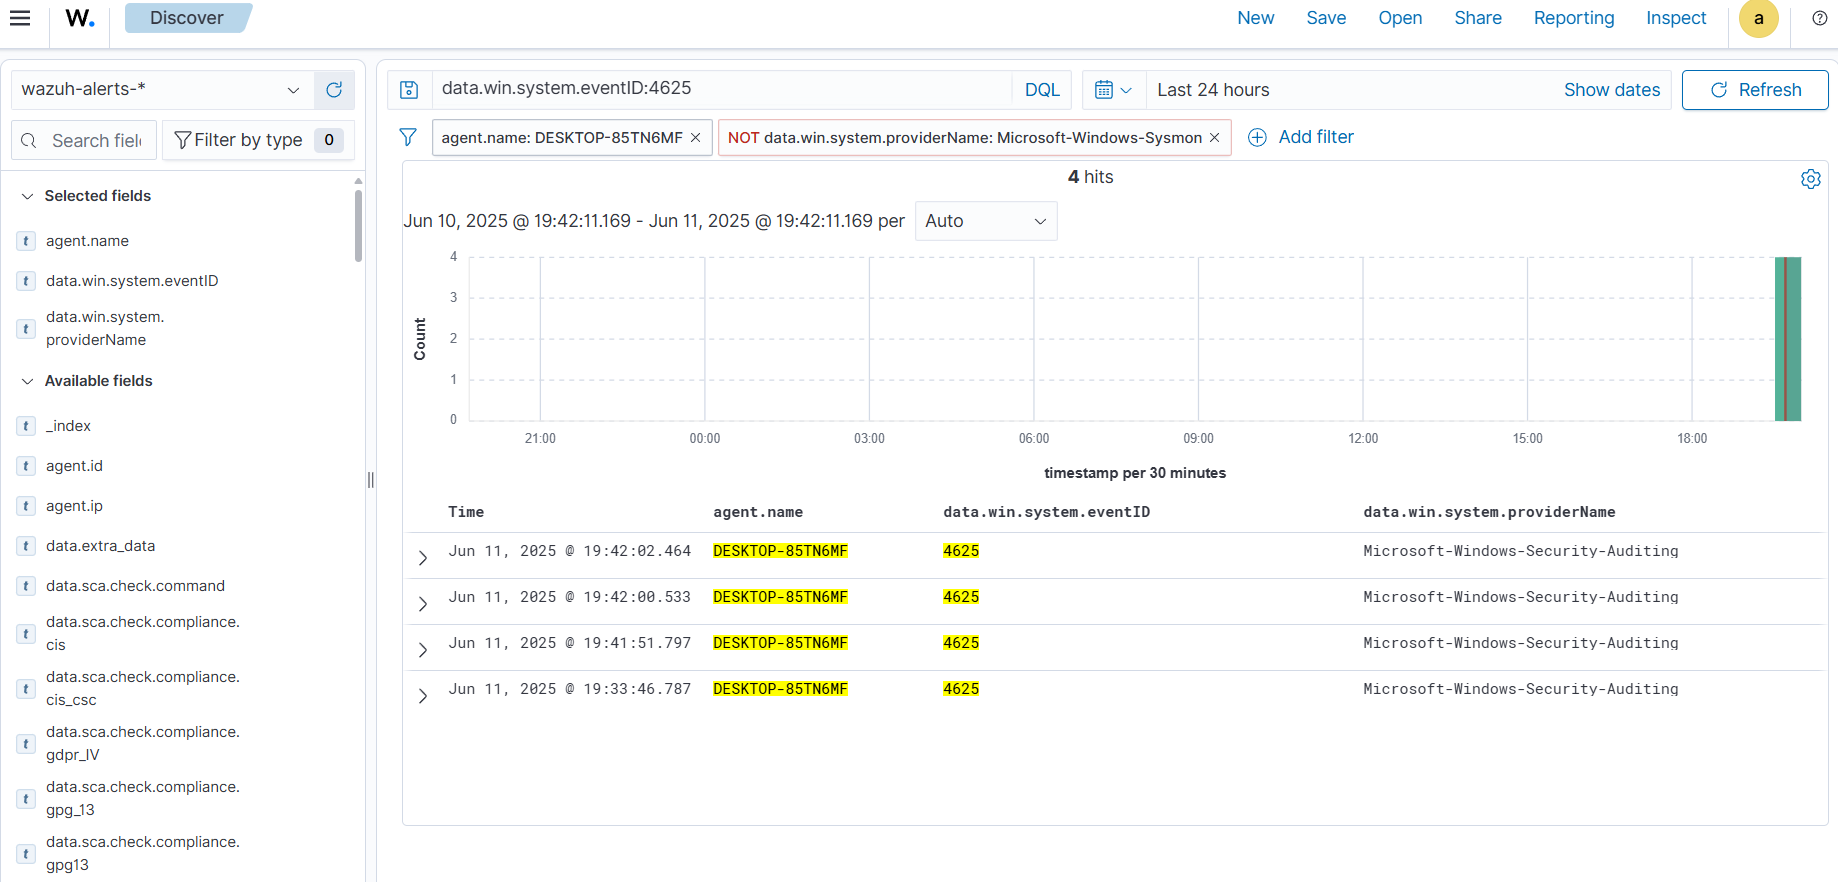 W.
Discover
New
Save
Open
Share
Reporting
Inspect
a
wazuh-alerts-*
data.win.system.eventID:4625
DQL
Last 24 hours
Show dates
Refresh
Search fiel
Filter by type
0
agent.name: DESKTOP-85TN6MF
NOT data.win.system.providerName: Microsoft-Windows-Sysmon
Add filter
Selected fields
agent.name
data.win.system.eventID
data.win.system.
providerName
Available fields
_index
agent.id
agent.ip
data.extra_data
data.sca.check.command
data.sca.check.compliance.
cis
data.sca.check.compliance.
cis_csc
data.sca.check.compliance.
gdpr_IV
data.sca.check.compliance.
gpg_13
data.sca.check.compliance.
gpg13
4 hits
Jun 10, 2025 @ 19:42:11.169 - Jun 11, 2025 @ 19:42:11.169 per
Auto
Count
4
3
2
1
0
21:00
00:00
03:00
06:00
09:00
12:00
15:00
18:00
timestamp per 30 minutes
Time agent.name data.win.system.eventID data.win.system.providerName
Jun 11, 2025 @ 19:42:02.464 DESKTOP-85TN6MF 4625 Microsoft-Windows-Security-Auditing
Jun 11, 2025 @ 19:42:00.533 DESKTOP-85TN6MF 4625 Microsoft-Windows-Security-Auditing
Jun 11, 2025 @ 19:41:51.797 DESKTOP-85TN6MF 4625 Microsoft-Windows-Security-Auditing
Jun 11, 2025 @ 19:33:46.787 DESKTOP-85TN6MF 4625 Microsoft-Windows-Security-Auditing